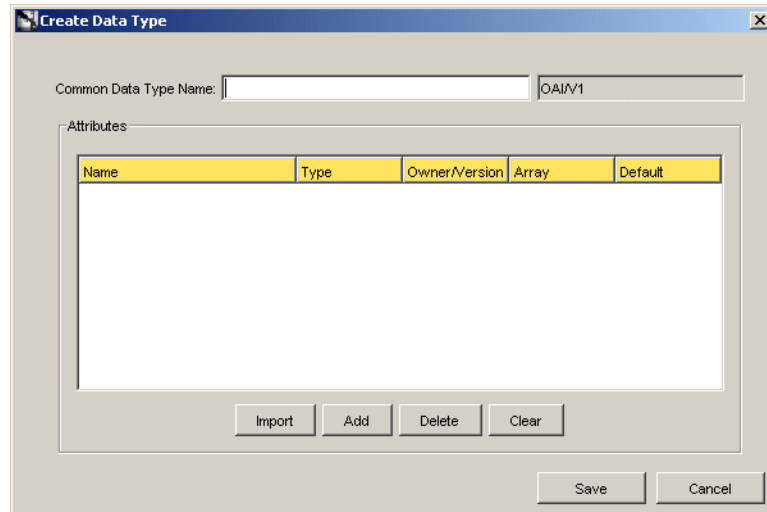 Create Data Type
Common Data Type Name: OAI/V1
Attributes
Name Type Owner/Version Array Default
Import Add Delete Clear
Save Cancel